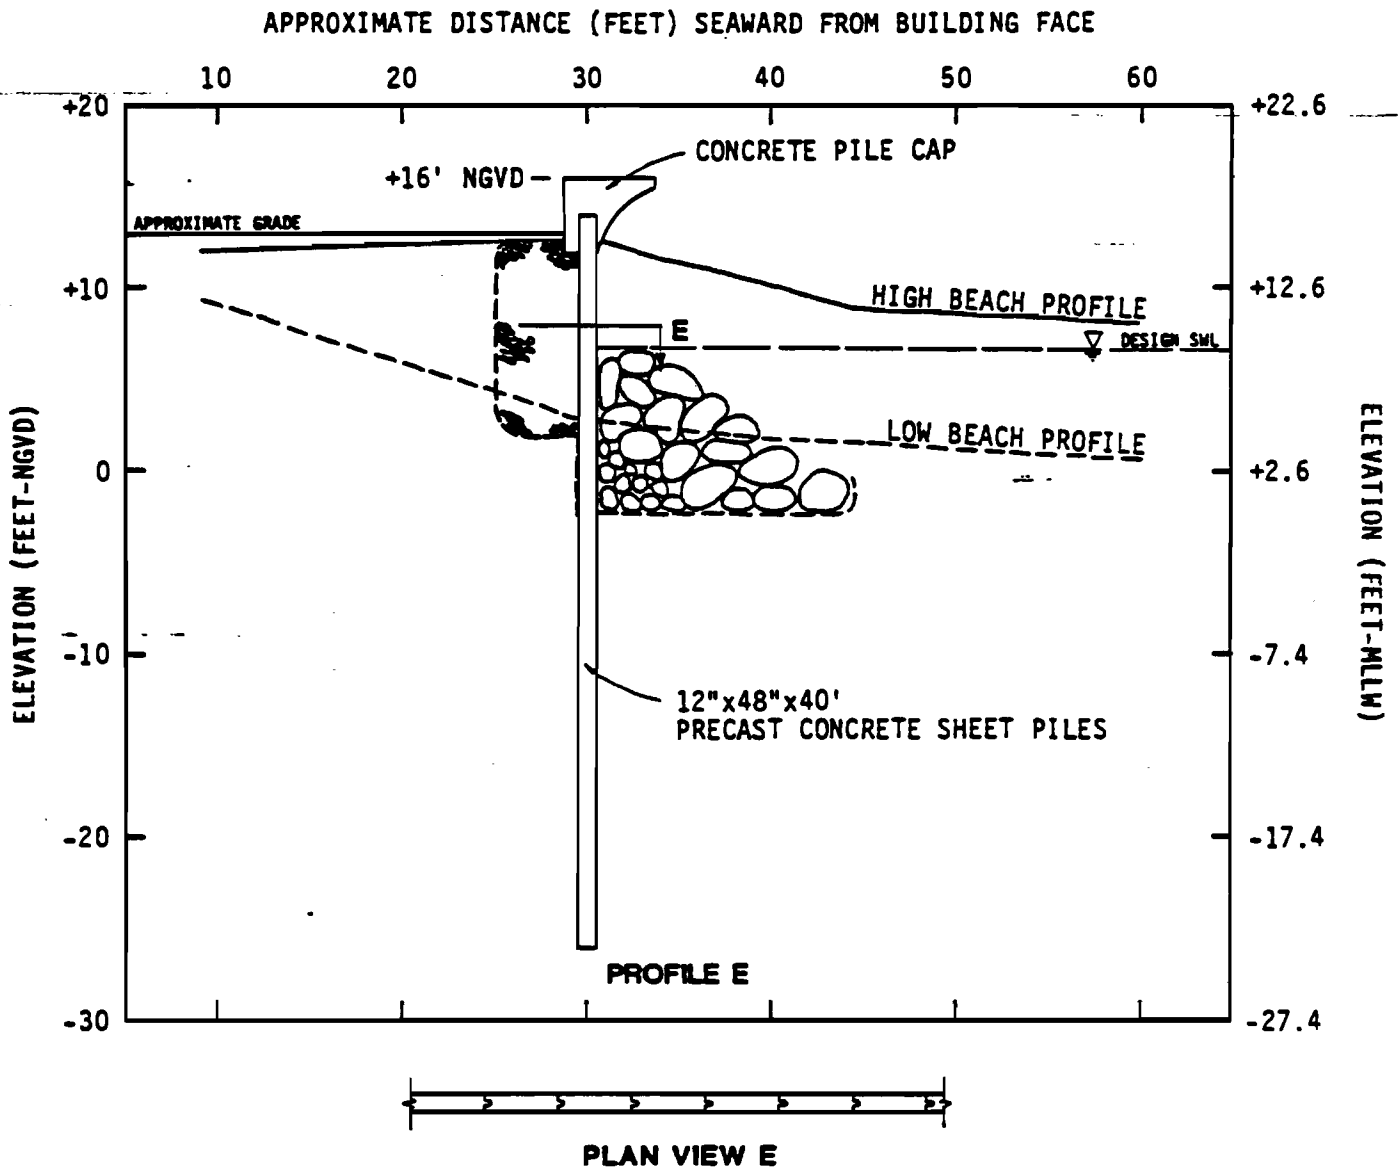 APPROXIMATE DISTANCE (FEET) SEAWARD FROM BUILDING FACE
10 20 30 40 50 60
+20 +22.6
CONCRETE PILE CAP
+16' NGVD
APPROXIMATE GRADE
+10 +12.6
HIGH BEACH PROFILE
E
DESIGN SWL
LOW BEACH PROFILE
0 +2.6
ELEVATION (FEET-NGVD)
ELEVATION (FEET-MLLW)
-10 -7.4
12"x48"x40'
PRECAST CONCRETE SHEET PILES
-20 -17.4
PROFILE E
-30 -27.4
PLAN VIEW E